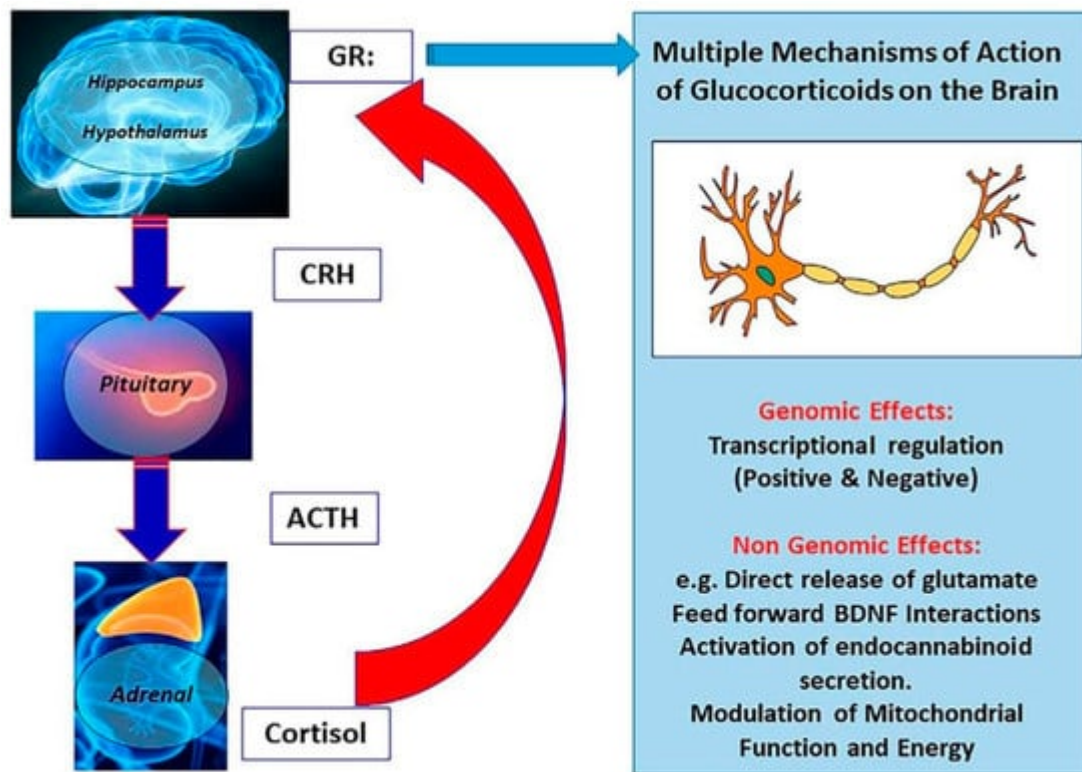 Hippocampus
Hypothalamus
GR:
CRH
Pituitary
ACTH
Adrenal
Cortisol
Multiple Mechanisms of Action
of Glucocorticoids on the Brain
Genomic Effects:
Transcriptional regulation
(Positive & Negative)
Non Genomic Effects:
e.g. Direct release of glutamate
Feed forward BDNF Interactions
Activation of endocannabinoid
secretion.
Modulation of Mitochondrial
Function and Energy